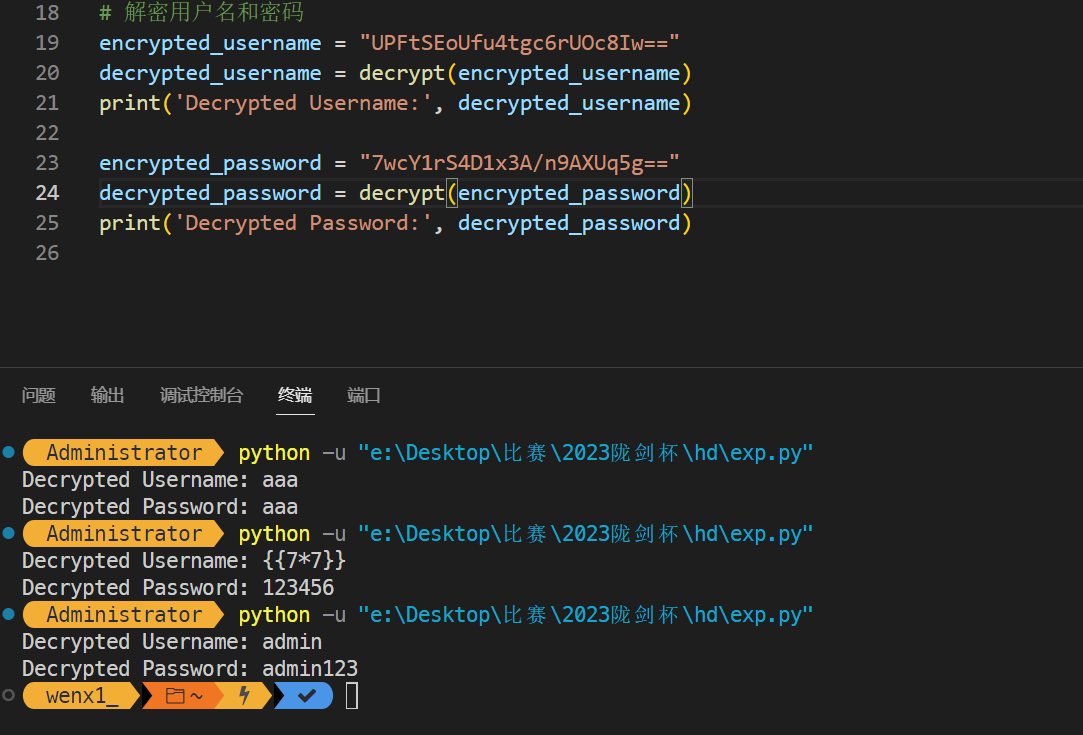 18 # 解密用户名和密码
19 encrypted_username = "UPFtSEoUfu4tgc6rUOc8Iw=="
20 decrypted_username = decrypt(encrypted_username)
21 print('Decrypted Username:', decrypted_username)
22
23 encrypted_password = "7wcY1rS4D1x3A/n9AXUq5g=="
24 decrypted_password = decrypt(encrypted_password)
25 print('Decrypted Password:', decrypted_password)
26
问题 输出 调试控制台 终端 端口
Administrator python -u "e:\Desktop\比赛\2023陇剑杯\hd\exp.py"
Decrypted Username: aaa
Decrypted Password: aaa
Administrator python -u "e:\Desktop\比赛\2023陇剑杯\hd\exp.py"
Decrypted Username: {{7*7}}
Decrypted Password: 123456
Administrator python -u "e:\Desktop\比赛\2023陇剑杯\hd\exp.py"
Decrypted Username: admin
Decrypted Password: admin123
wenx1_ ~